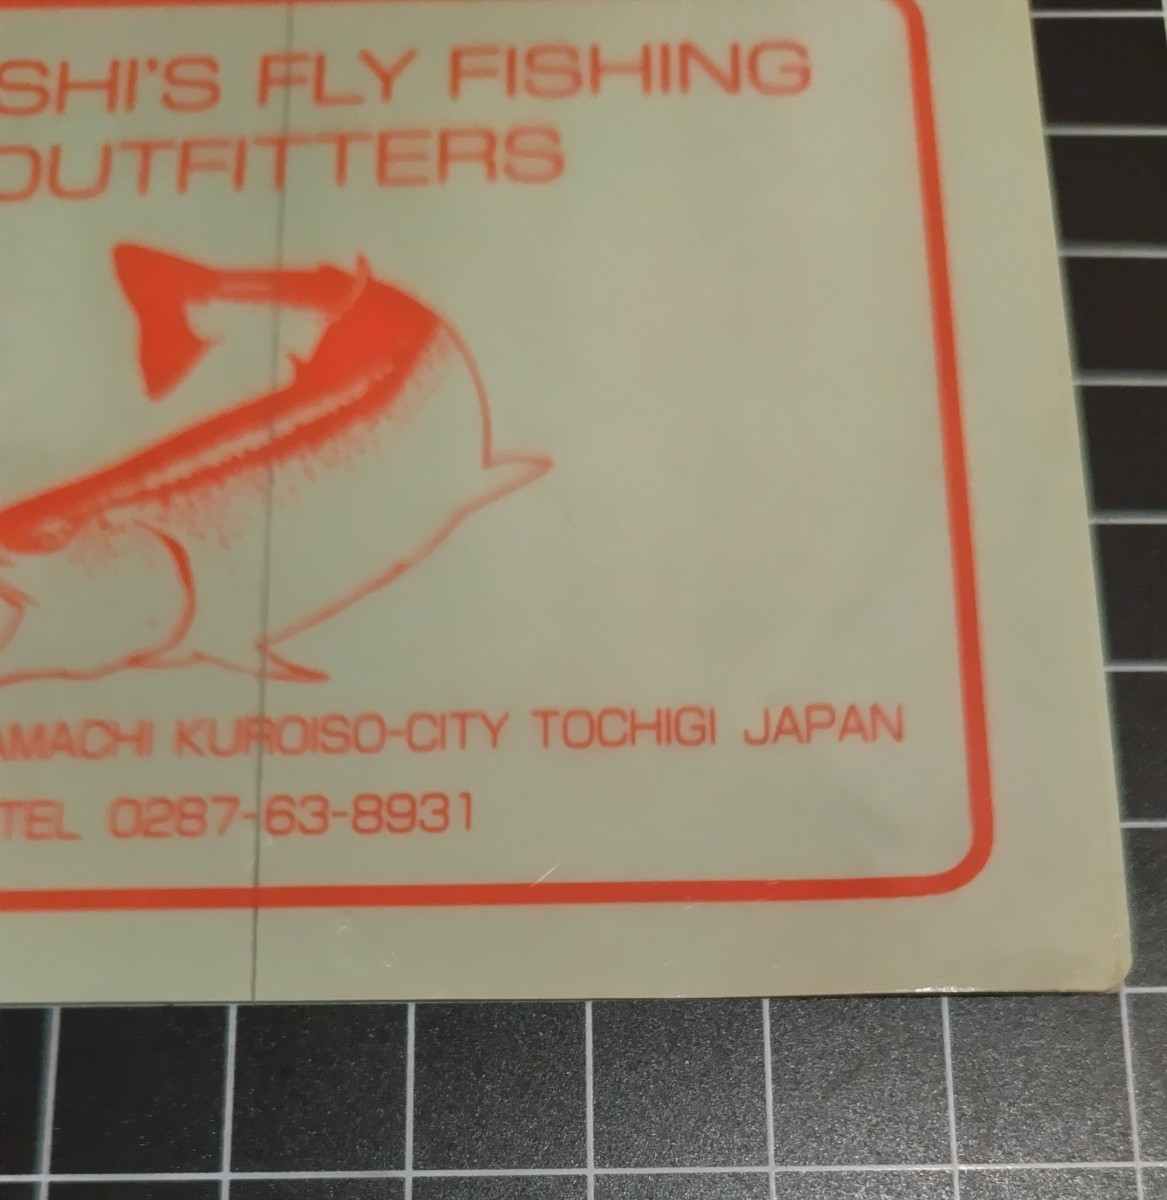 SHI'S FLY FISHING
OUTFITTERS
AMACHI KUROISO-CITY TOCHIGI JAPAN
TEL 0287-63-8931